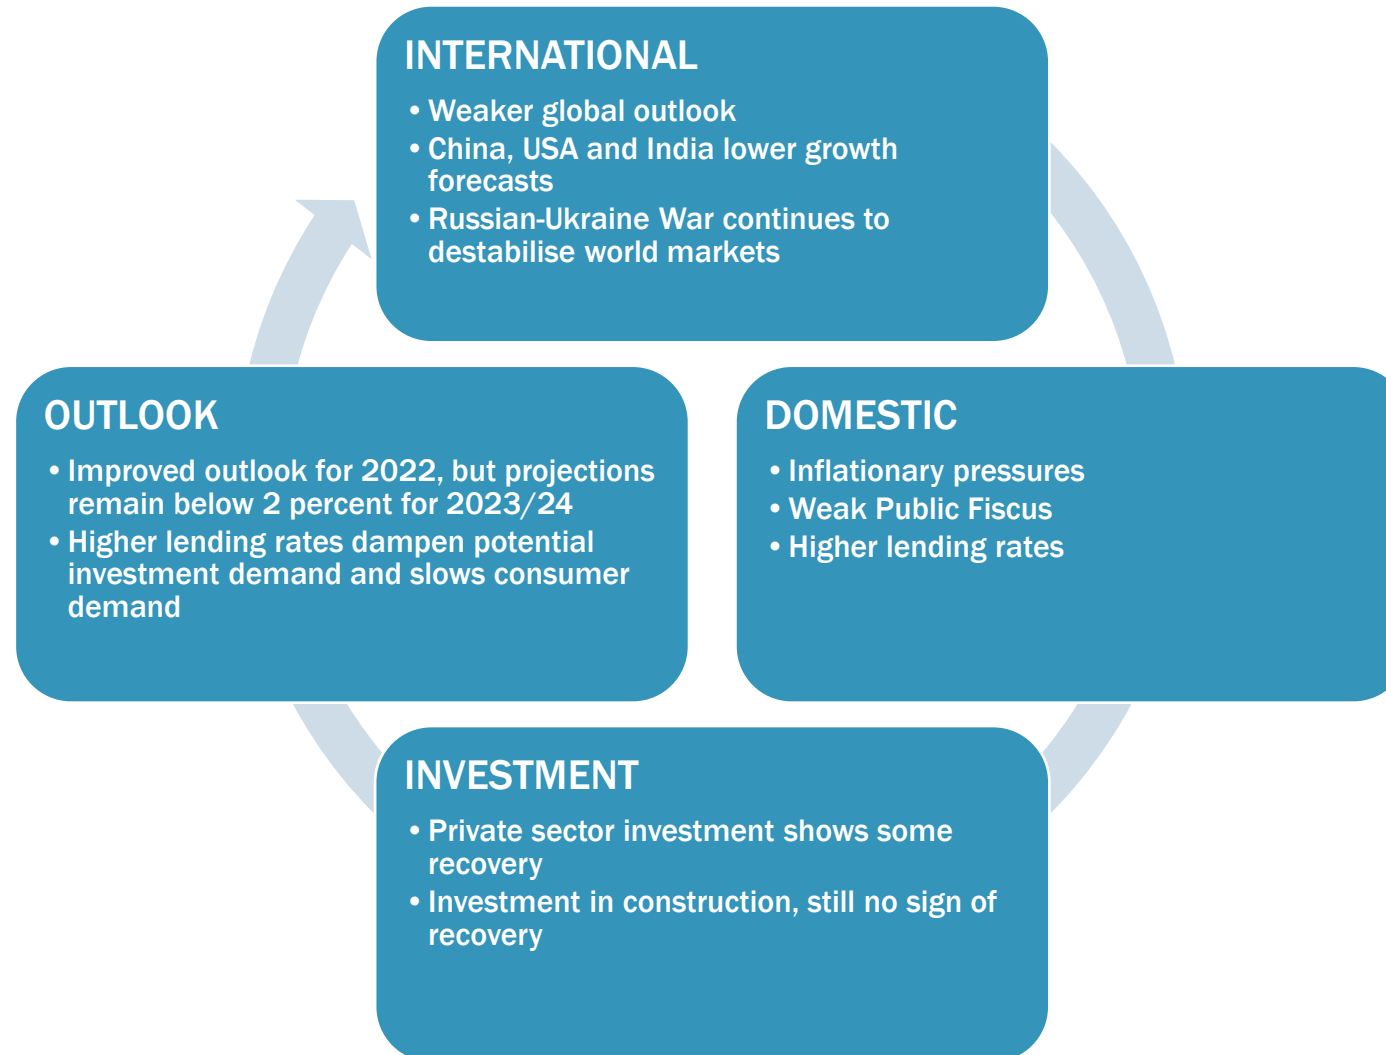 INTERNATIONAL
• Weaker global outlook
• China, USA and India lower growth
forecasts
• Russian-Ukraine War continues to
destabilise world markets
OUTLOOK
• Improved outlook for 2022, but projections
remain below 2 percent for 2023/24
• Higher lending rates dampen potential
investment demand and slows consumer
demand
DOMESTIC
• Inflationary pressures
• Weak Public Fiscus
• Higher lending rates
INVESTMENT
• Private sector investment shows some
recovery
• Investment in construction, still no sign of
recovery